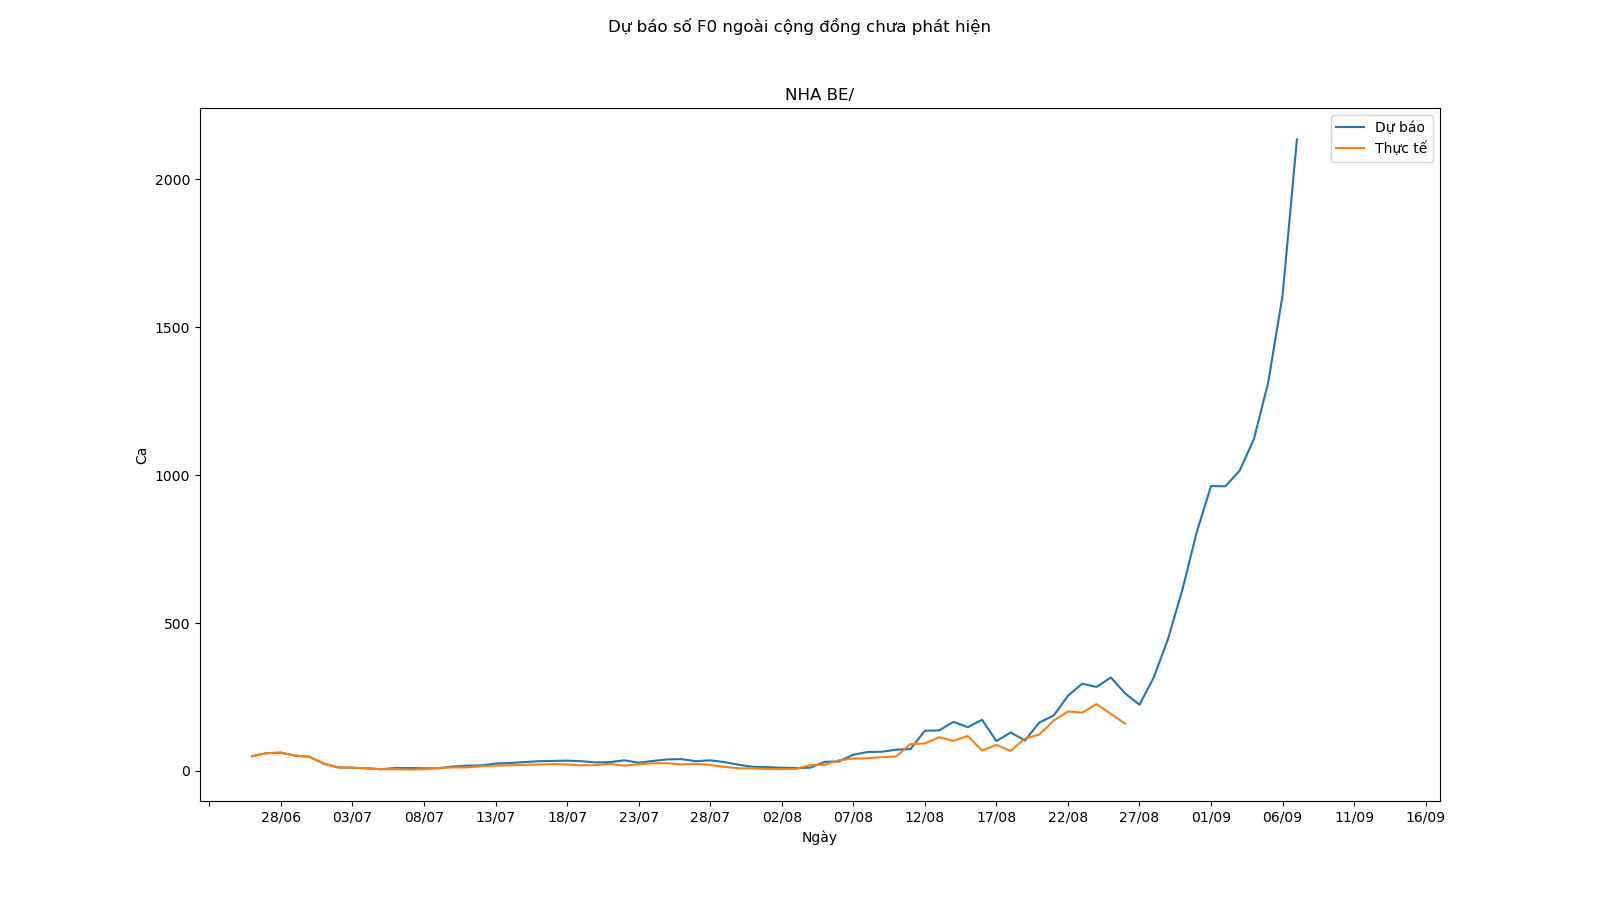 Dự báo số F0 ngoài cộng đồng chưa phát hiện
NHA BE/
Dự báo
Thực tế
2000
1500
1000
500
0
Ca
28/06 03/07 08/07 13/07 18/07 23/07 28/07 02/08 07/08 12/08 17/08 22/08 27/08 01/09 06/09 11/09 16/09
Ngày